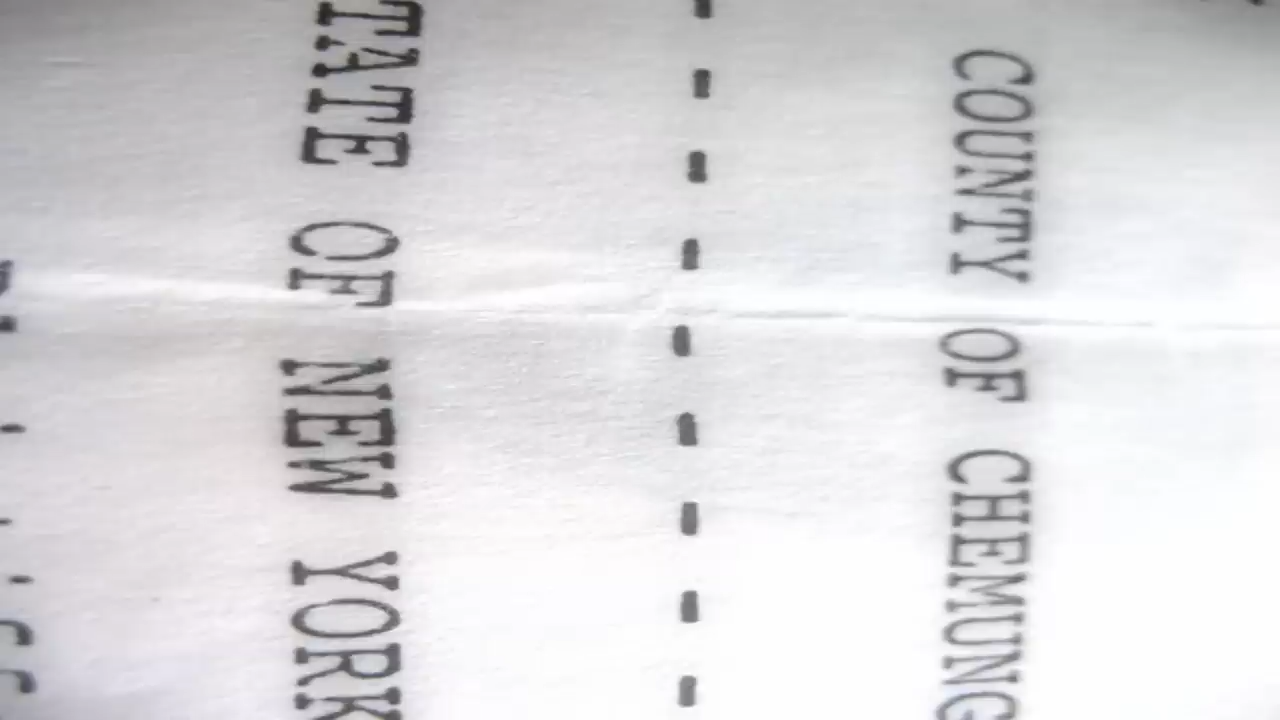 COUNTY OF CHEMUNG
- - - - - - - - -
TATE OF NEW YORK